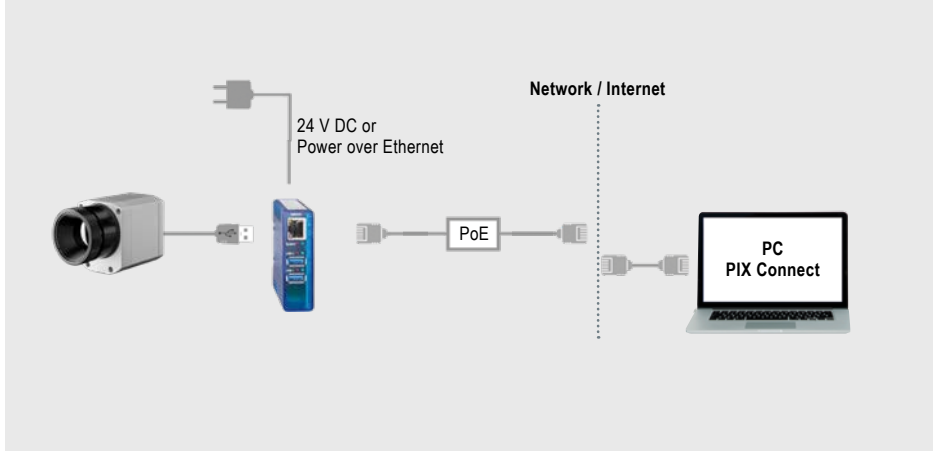 Network / Internet
24 V DC or
Power over Ethernet
PoE
PC
PIX Connect